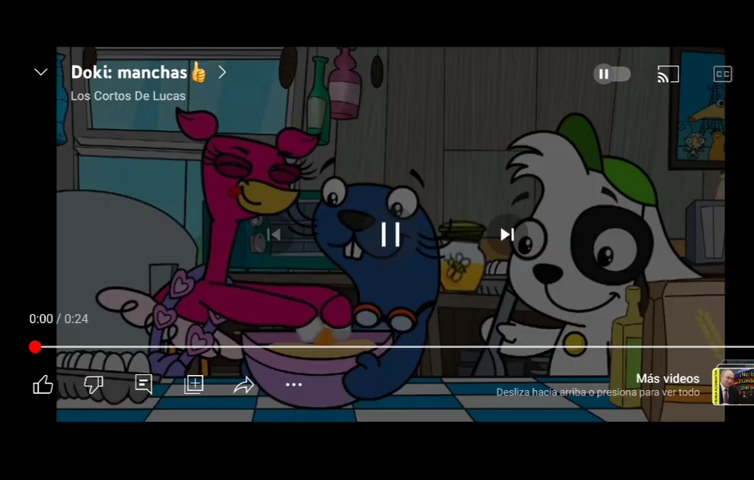 Doki: manchas👍
Los Cortos De Lucas
CC
0:00 / 0:24
Más videos
Desliza hacia arriba o presiona para ver todo